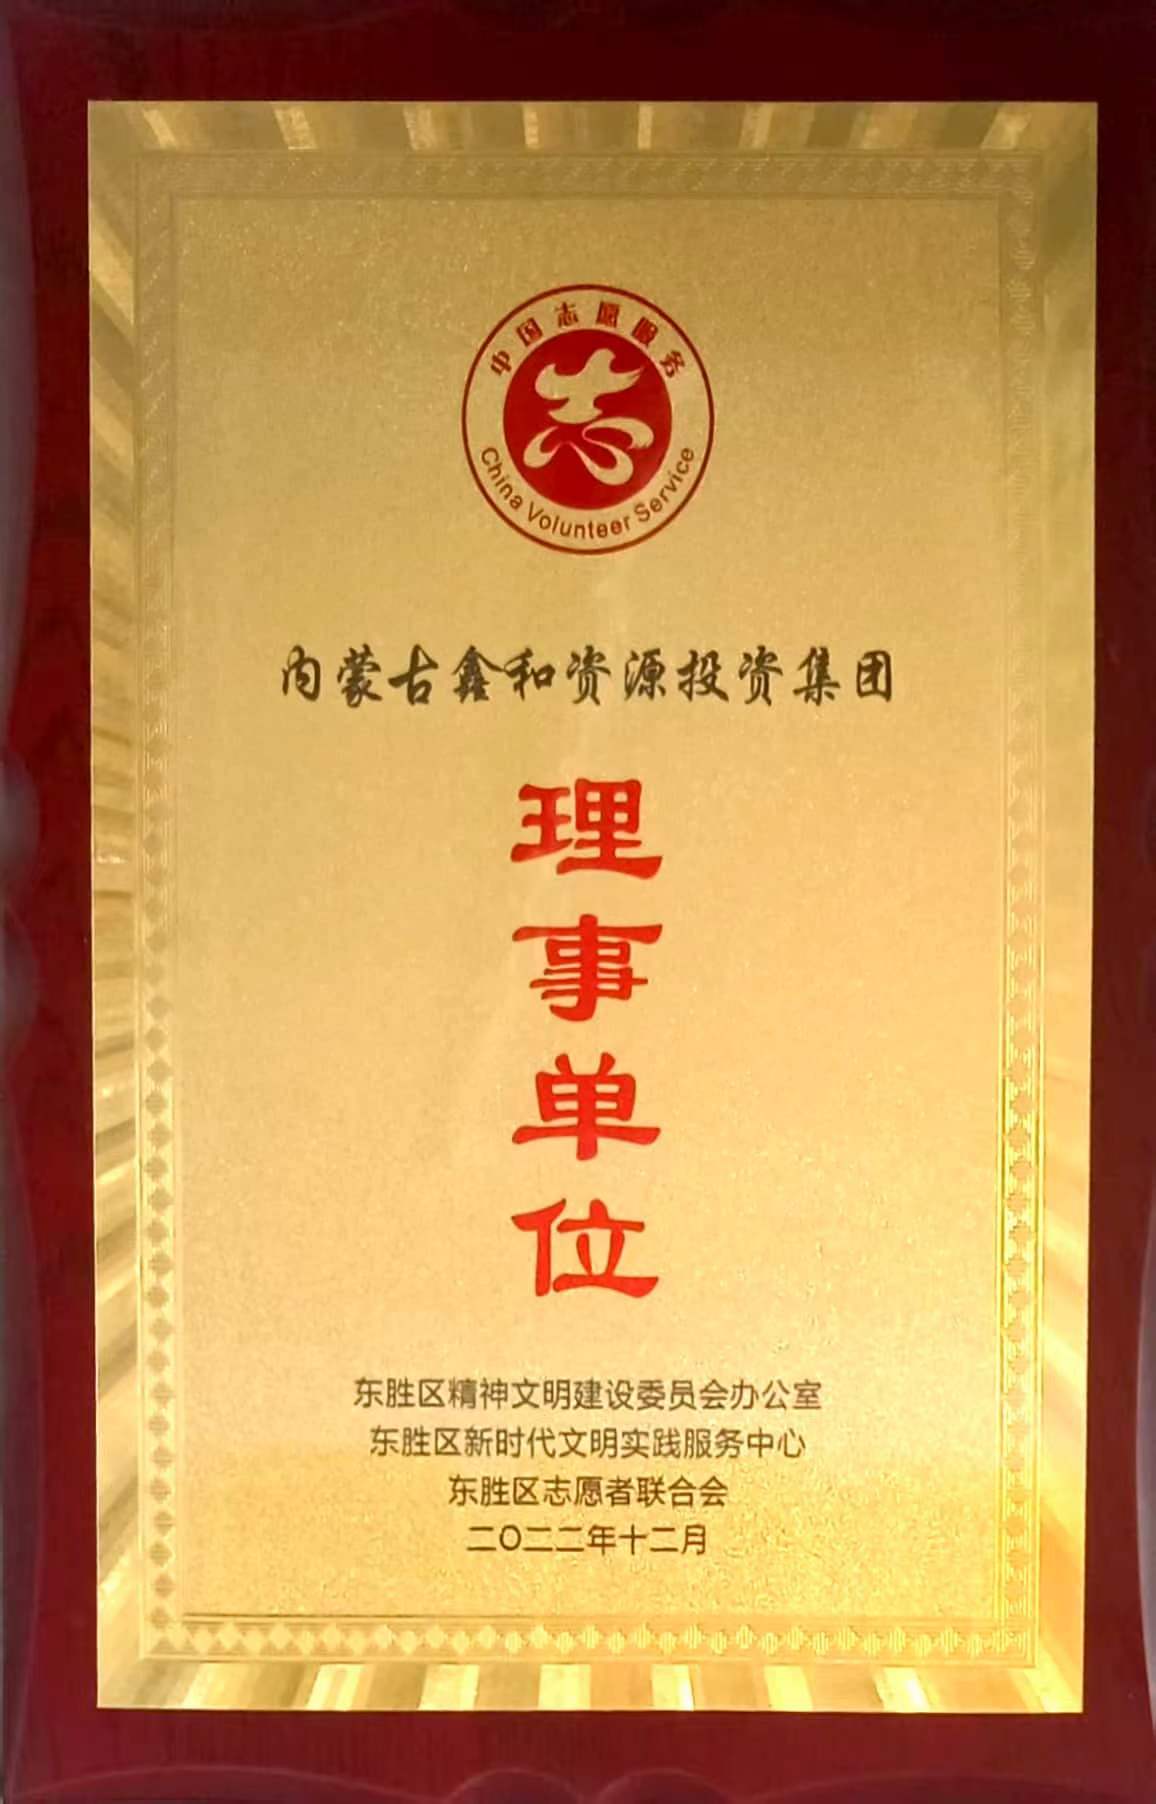 中国志愿服务
志
China Volunteer Service
内蒙古鑫和资源投资集团
理
事
单
位
东胜区精神文明建设委员会办公室
东胜区新时代文明实践服务中心
东胜区志愿者联合会
二〇二二年十二月